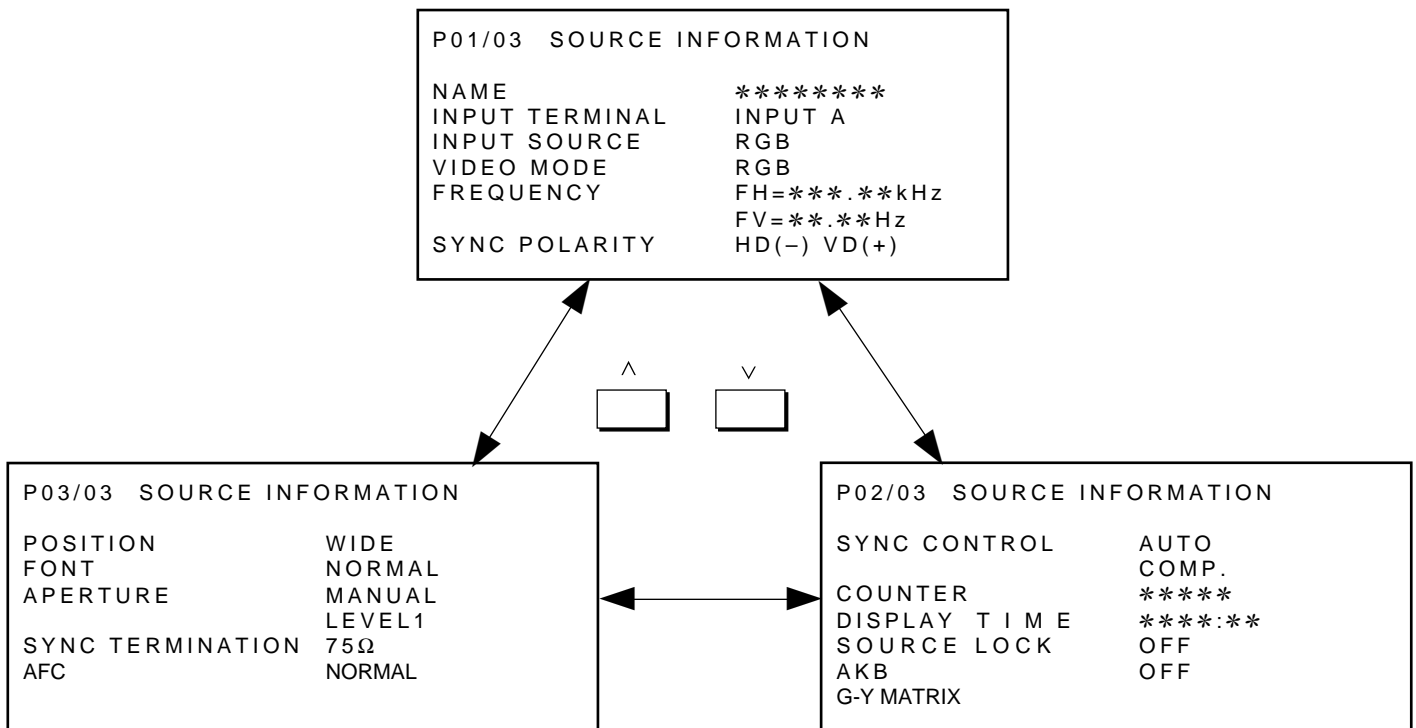 P01/03 SOURCE INFORMATION
NAME ********
INPUT TERMINAL INPUT A
INPUT SOURCE RGB
VIDEO MODE RGB
FREQUENCY FH=***.**kHz
FV=**.**Hz
SYNC POLARITY HD(–) VD(+)
^ v
P03/03 SOURCE INFORMATION
POSITION WIDE
FONT NORMAL
APERTURE MANUAL
LEVEL1
SYNC TERMINATION 75Ω
AFC NORMAL
P02/03 SOURCE INFORMATION
SYNC CONTROL AUTO
COMP.
COUNTER *****
DISPLAY TIME ****:**
SOURCE LOCK OFF
AKB OFF
G-Y MATRIX